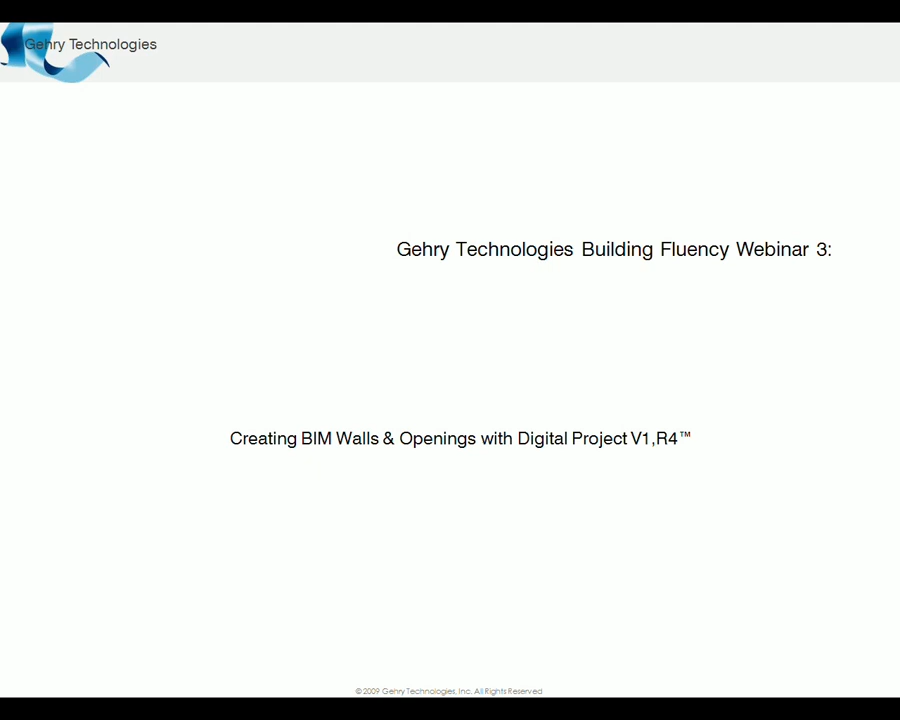 Gehry Technologies
Gehry Technologies Building Fluency Webinar 3:
Creating BIM Walls & Openings with Digital Project V1,R4™
© 2009 Gehry Technologies, Inc. All Rights Reserved